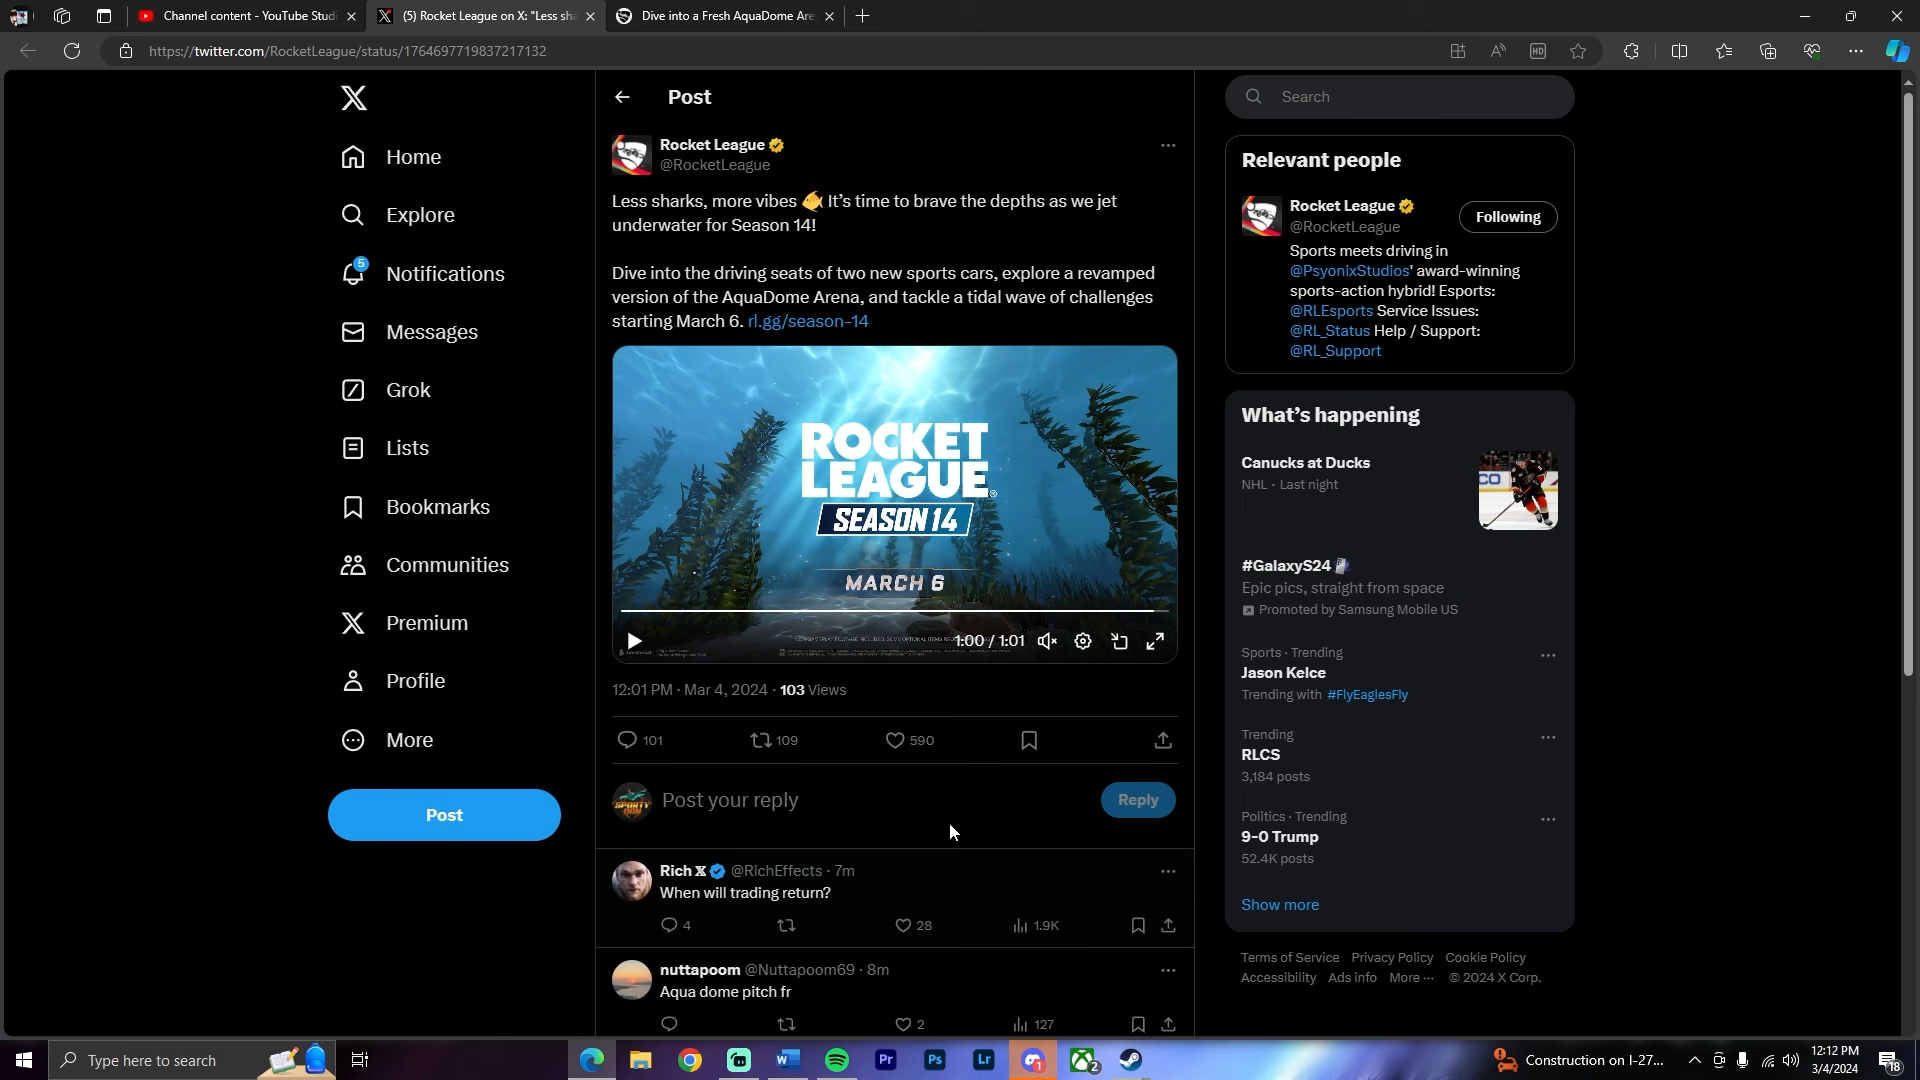 Channel content - YouTube Studi
(5) Rocket League on X: "Less sha
Dive into a Fresh AquaDome Are
https://twitter.com/RocketLeague/status/1764697719837217132
HD
Home
Explore
5
Notifications
Messages
Grok
Lists
Bookmarks
Communities
Premium
Profile
More
Post
Post
Rocket League
@RocketLeague
Less sharks, more vibes 🐠 It's time to brave the depths as we jet
underwater for Season 14!
Dive into the driving seats of two new sports cars, explore a revamped
version of the AquaDome Arena, and tackle a tidal wave of challenges
starting March 6. rl.gg/season-14
ROCKET
LEAGUE®
SEASON 14
MARCH 6
1:00 / 1:01
12:01 PM · Mar 4, 2024 · 103 Views
101 109 590
Post your reply
Reply
Rich X @RichEffects · 7m
When will trading return?
4 28 1.9K
nuttapoom @Nuttapoom69 · 8m
Aqua dome pitch fr
2 127
Search
Relevant people
Rocket League
@RocketLeague
Following
Sports meets driving in
@PsyonixStudios' award-winning
sports-action hybrid! Esports:
@RLEsports Service Issues:
@RL_Status Help / Support:
@RL_Support
What's happening
Canucks at Ducks
NHL · Last night
#GalaxyS24
Epic pics, straight from space
Promoted by Samsung Mobile US
Sports · Trending
Jason Kelce
Trending with #FlyEaglesFly
Trending
RLCS
3,184 posts
Politics · Trending
9-0 Trump
52.4K posts
Show more
Terms of Service Privacy Policy Cookie Policy
Accessibility Ads info More ··· © 2024 X Corp.
Type here to search
Pr
Ps
Lr
1
2
Construction on I-27...
12:12 PM
3/4/2024
18